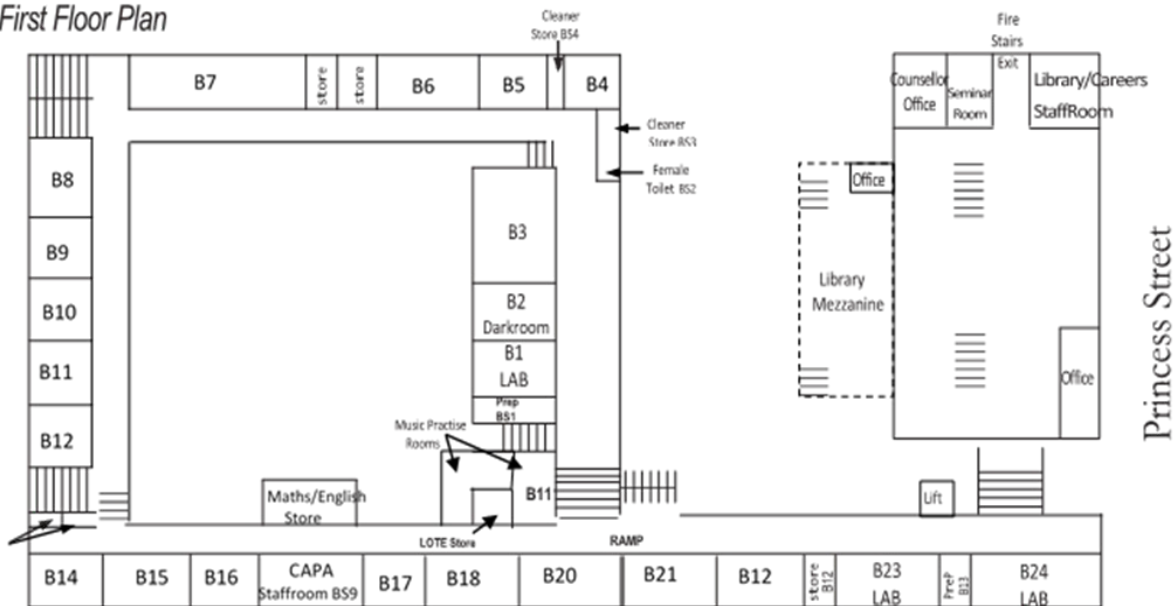 First Floor Plan
Cleaner
Store BS4
Fire
Stairs
Exit
B7
store
store
B6
B5
B4
Counsellor
Office
Seminar
Room
Library/Careers
StaffRoom
Cleaner
Store BS3
Female
Toilet BS2
B8
B3
Office
B9
B10
B2
Darkroom
Library
Mezzanine
Princess Street
B11
B1
LAB
Office
Prep
BS1
B12
Music Practise
Rooms
Maths/English
Store
B11
Lift
LOTE Store
RAMP
B14
B15
B16
CAPA
Staffroom BS9
B17
B18
B20
B21
B12
store
B12
B23
LAB
PreP
B13
B24
LAB